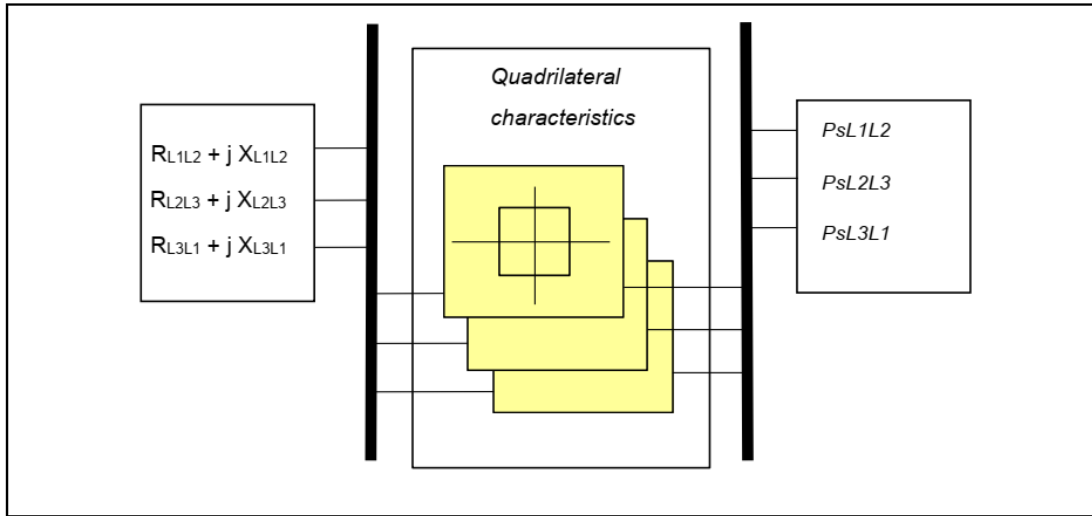 Quadrilateral
characteristics
RL1L2 + j XL1L2
RL2L3 + j XL2L3
RL3L1 + j XL3L1
PsL1L2
PsL2L3
PsL3L1